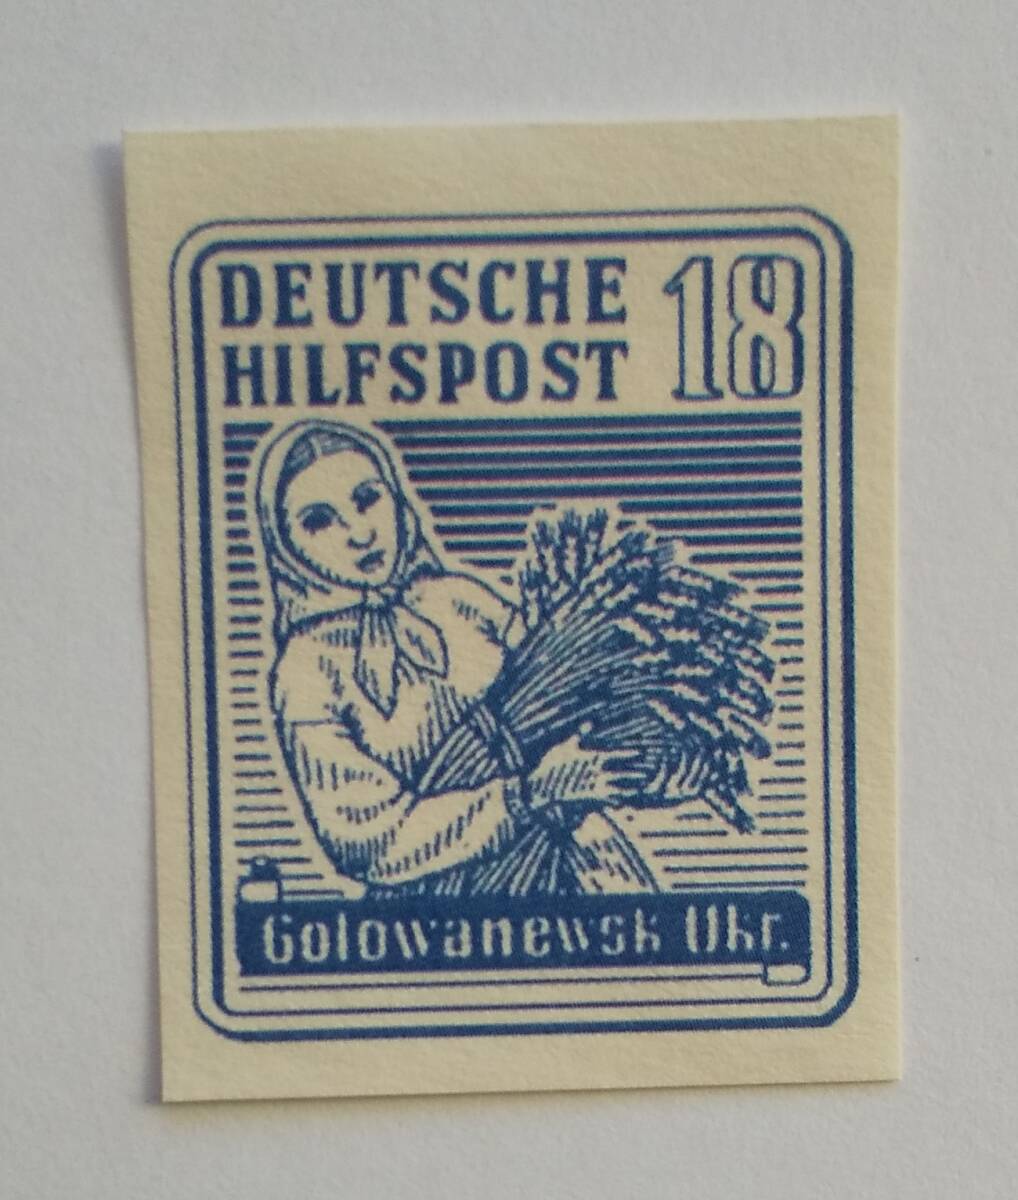 DEUTSCHE 18
HILFSPOST
Golowanewsk Ukr.